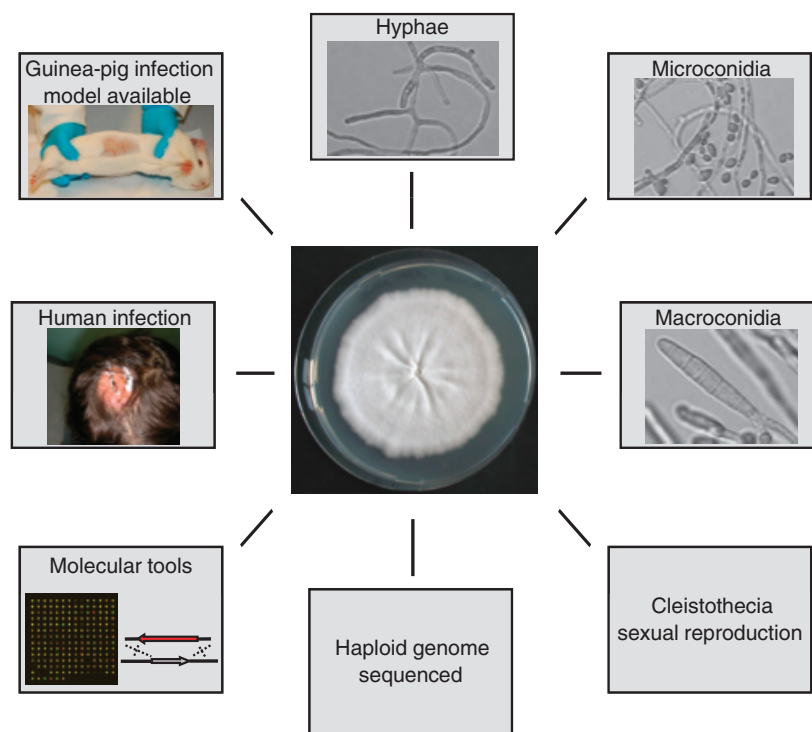 Hyphae
Guinea-pig infection
model available
Microconidia
Human infection
Macroconidia
Molecular tools
Haploid genome
sequenced
Cleistothecia
sexual reproduction